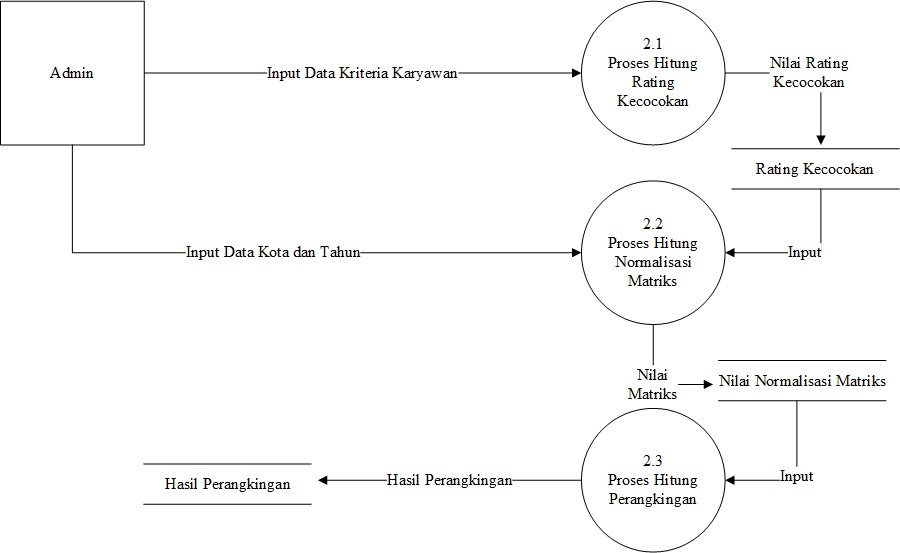 Admin
Input Data Kriteria Karyawan
2.1
Proses Hitung
Rating
Kecocokan
Nilai Rating
Kecocokan
Rating Kecocokan
Input Data Kota dan Tahun
2.2
Proses Hitung
Normalisasi
Matriks
Input
Nilai
Matriks
Nilai Normalisasi Matriks
Input
2.3
Proses Hitung
Perangkingan
Hasil Perangkingan
Hasil Perangkingan